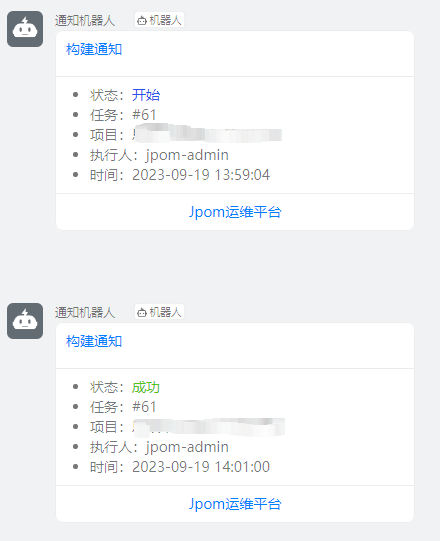 通知机器人 机器人
构建通知
状态：开始
任务：#61
项目：
执行人：jpom-admin
时间：2023-09-19 13:59:04
Jpom运维平台
通知机器人 机器人
构建通知
状态：成功
任务：#61
项目：
执行人：jpom-admin
时间：2023-09-19 14:01:00
Jpom运维平台